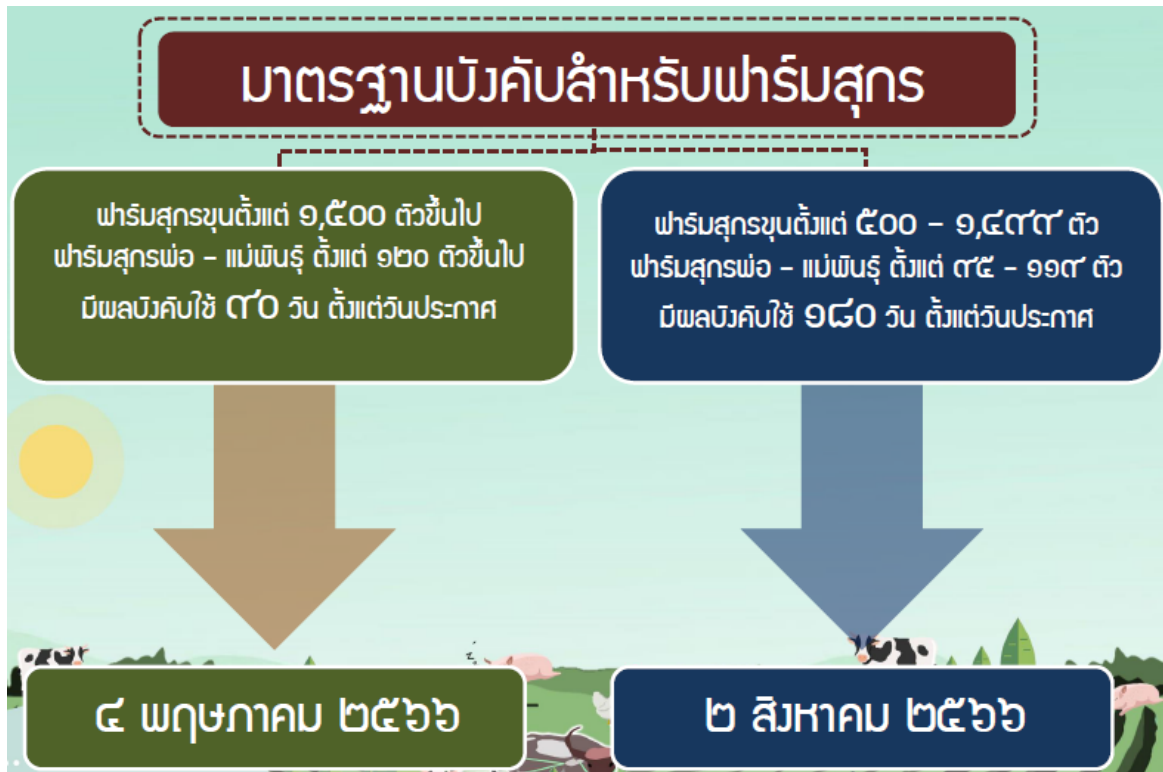 มาตรฐานบังคับสำหรับฟาร์มสุกร
ฟาร์มสุกรขุนตั้งแต่ ๑,๕๐๐ ตัวขึ้นไป
ฟาร์มสุกรพ่อ - แม่พันธุ์ ตั้งแต่ ๑๒๐ ตัวขึ้นไป
มีผลบังคับใช้ ๙๐ วัน ตั้งแต่วันประกาศ
ฟาร์มสุกรขุนตั้งแต่ ๕๐๐ - ๑,๔๙๙ ตัว
ฟาร์มสุกรพ่อ - แม่พันธุ์ ตั้งแต่ ๙๕ - ๑๑๙ ตัว
มีผลบังคับใช้ ๑๘๐ วัน ตั้งแต่วันประกาศ
๔ พฤษภาคม ๒๕๖๖
๒ สิงหาคม ๒๕๖๖